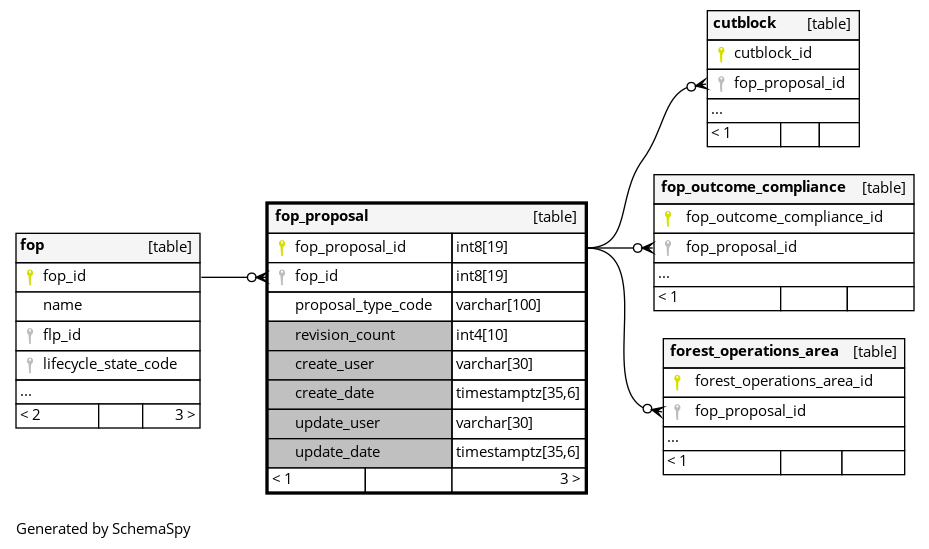 cutblock [table]
cutblock_id
fop_proposal_id
...
< 1
fop_outcome_compliance [table]
fop_outcome_compliance_id
fop_proposal_id
...
< 1
fop_proposal [table]
fop_proposal_id int8[19]
fop_id int8[19]
proposal_type_code varchar[100]
revision_count int4[10]
create_user varchar[30]
create_date timestamptz[35,6]
update_user varchar[30]
update_date timestamptz[35,6]
< 1 3 >
fop [table]
fop_id
name
flp_id
lifecycle_state_code
...
< 2 3 >
forest_operations_area [table]
forest_operations_area_id
fop_proposal_id
...
< 1
Generated by SchemaSpy